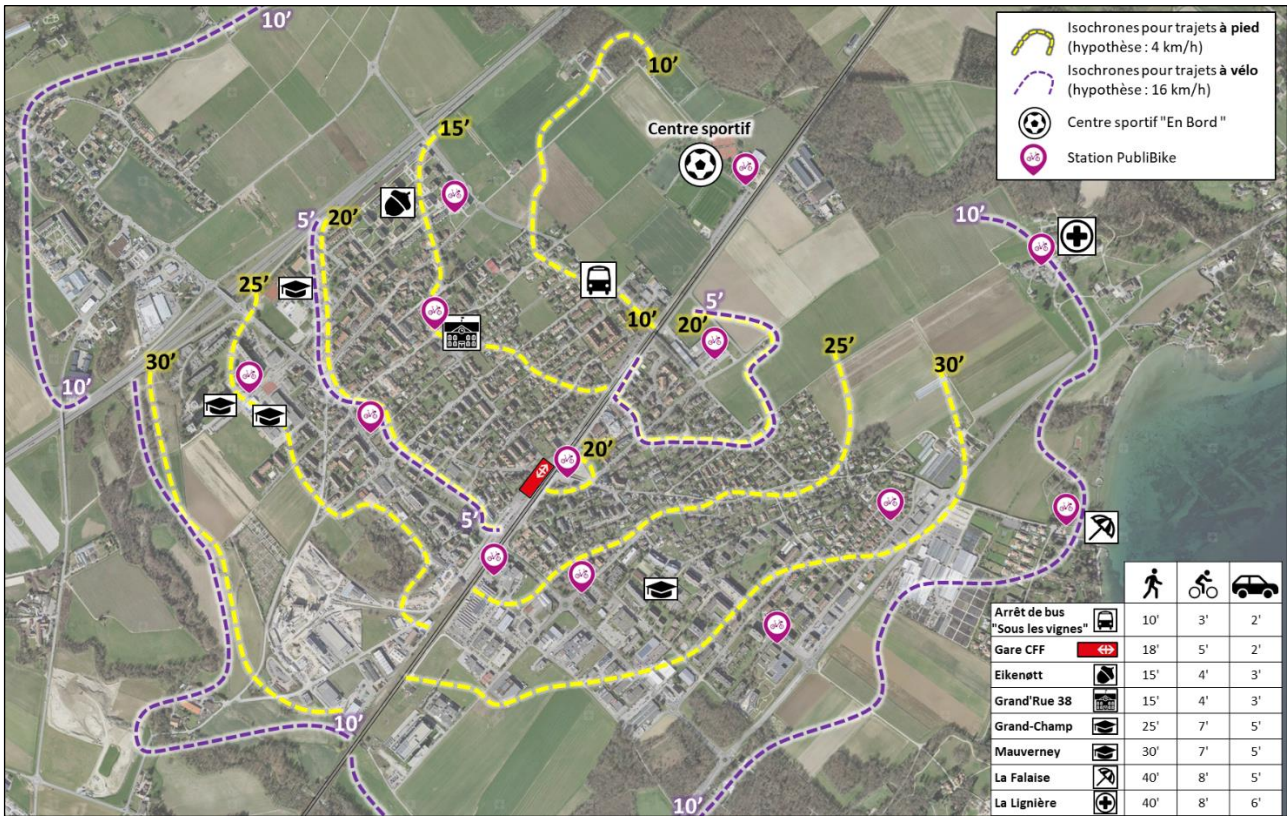 Isochrones pour trajets à pied
(hypothèse : 4 km/h)
Isochrones pour trajets à vélo
(hypothèse : 16 km/h)
Centre sportif "En Bord "
Station PubliBike
10’
10’
15’
Centre sportif
5’
20’
10’
25’
10’
5’
20’
30’
25’
30’
10’
20’
5’
10’
10’
Arrêt de bus
"Sous les vignes"
10'
3'
2'
Gare CFF
18'
5'
2'
Eikenøtt
15'
4'
3'
Grand'Rue 38
15'
4'
3'
Grand-Champ
25'
7'
5'
Mauverney
30'
7'
5'
La Falaise
40'
8'
5'
La Lignière
40'
8'
6'